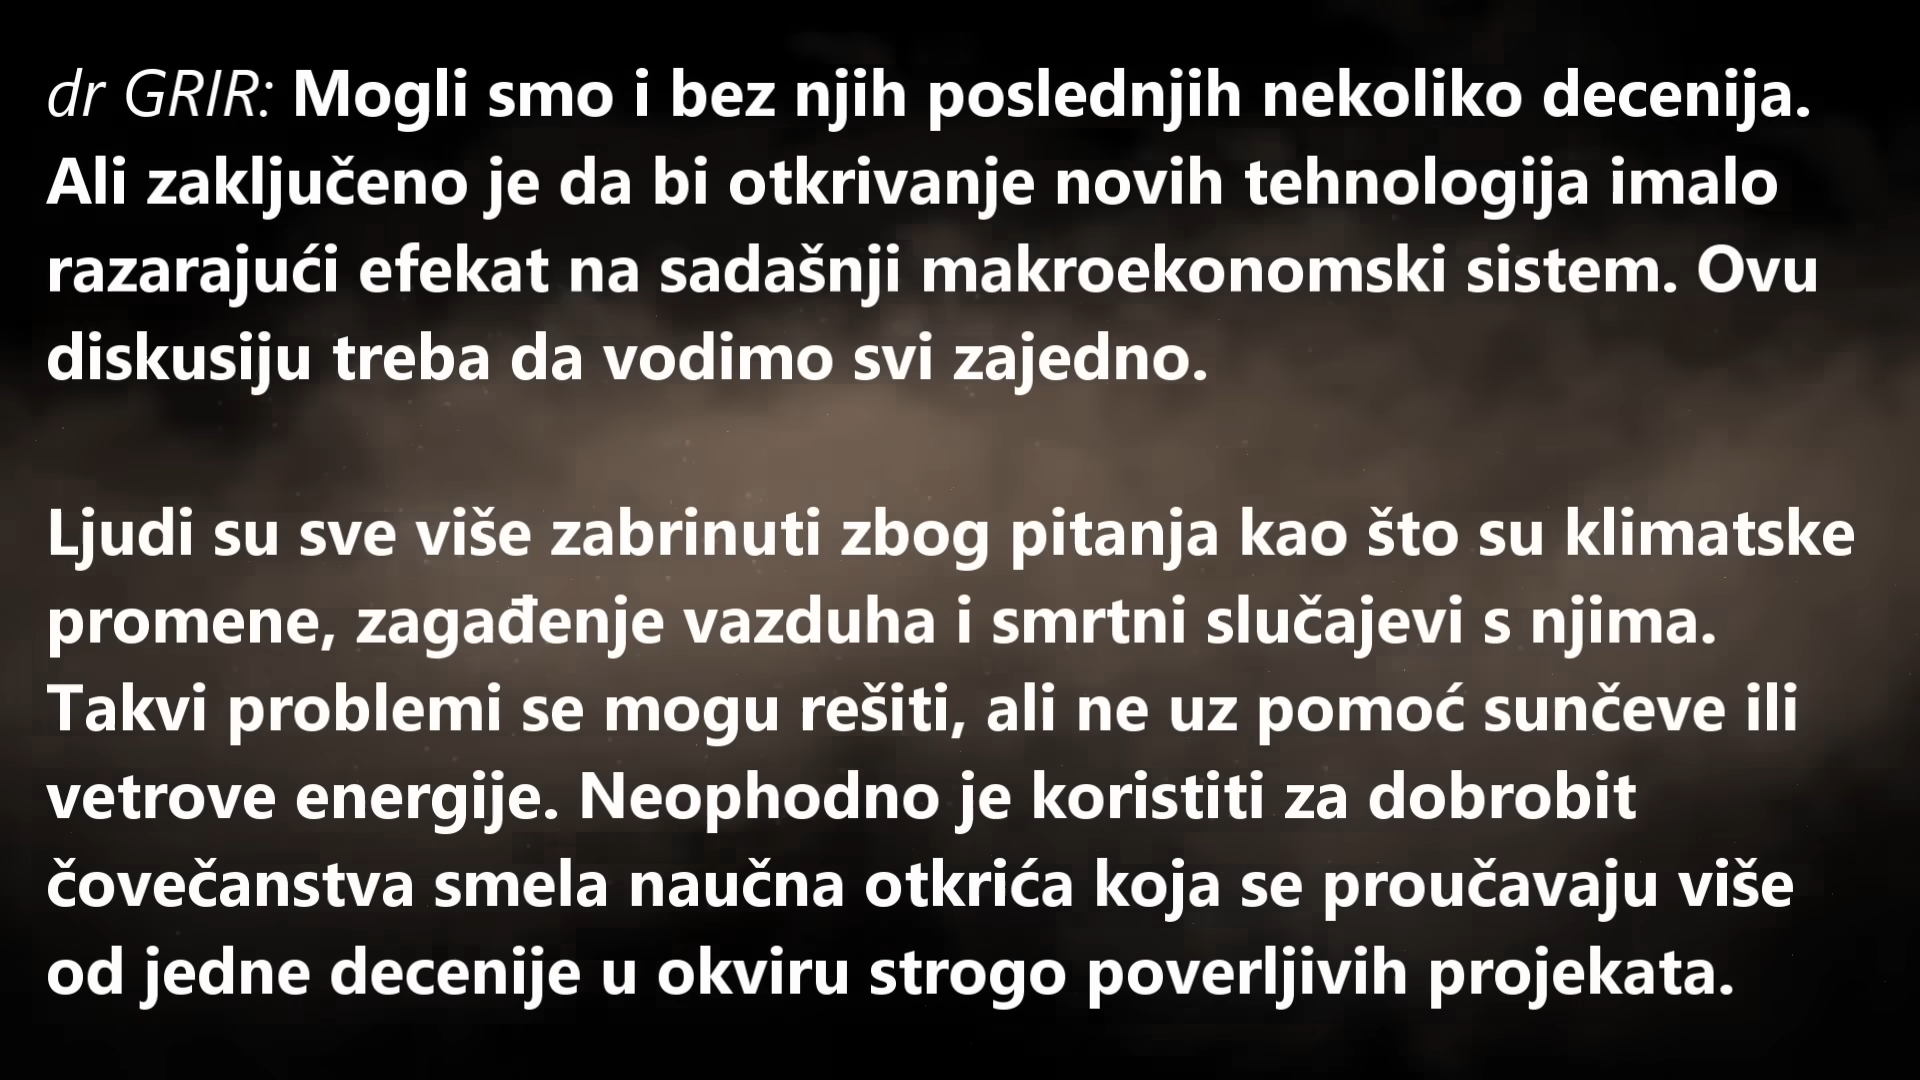 dr GRIR: Mogli smo i bez njih poslednjih nekoliko decenija.
Ali zaključeno je da bi otkrivanje novih tehnologija imalo
razarajući efekat na sadašnji makroekonomski sistem. Ovu
diskusiju treba da vodimo svi zajedno.
Ljudi su sve više zabrinuti zbog pitanja kao što su klimatske
promene, zagađenje vazduha i smrtni slučajevi s njima.
Takvi problemi se mogu rešiti, ali ne uz pomoć sunčeve ili
vetrove energije. Neophodno je koristiti za dobrobit
čovečanstva smela naučna otkrića koja se proučavaju više
od jedne decenije u okviru strogo poverljivih projekata.